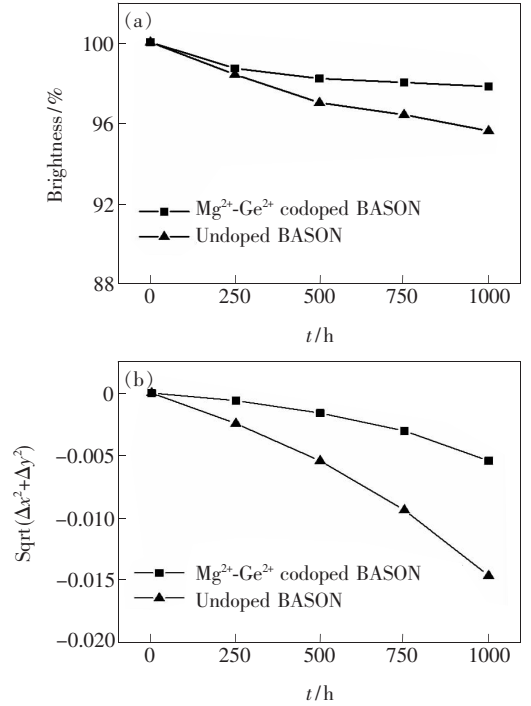 (a)
100
96
92
88
Brightness/%
Mg²⁺-Ge²⁺ codoped BASON
Undoped BASON
0 250 500 750 1000
t/h
(b)
0
-0.005
-0.010
-0.015
-0.020
Sqrt(Δx²+Δy²)
Mg²⁺-Ge²⁺ codoped BASON
Undoped BASON
0 250 500 750 1000
t/h